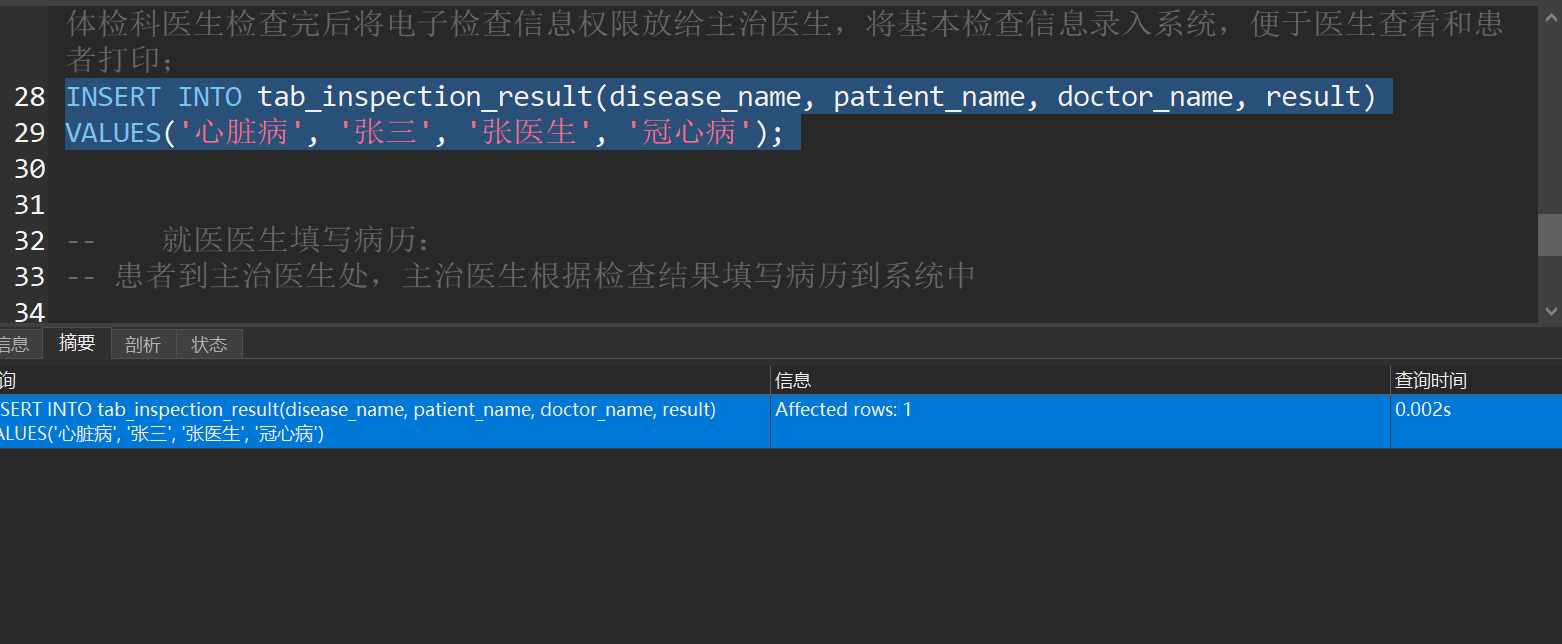 体检科医生检查完后将电子检查信息权限放给主治医生，将基本检查信息录入系统，便于医生查看和患
者打印；
28 INSERT INTO tab_inspection_result(disease_name, patient_name, doctor_name, result)
29 VALUES('心脏病', '张三', '张医生', '冠心病');
30
31
32 -- 就医医生填写病历：
33 -- 患者到主治医生处，主治医生根据检查结果填写病历到系统中
34
信息 摘要 剖析 状态
询 信息 查询时间
SERT INTO tab_inspection_result(disease_name, patient_name, doctor_name, result) Affected rows: 1 0.002s
ALUES('心脏病', '张三', '张医生', '冠心病')